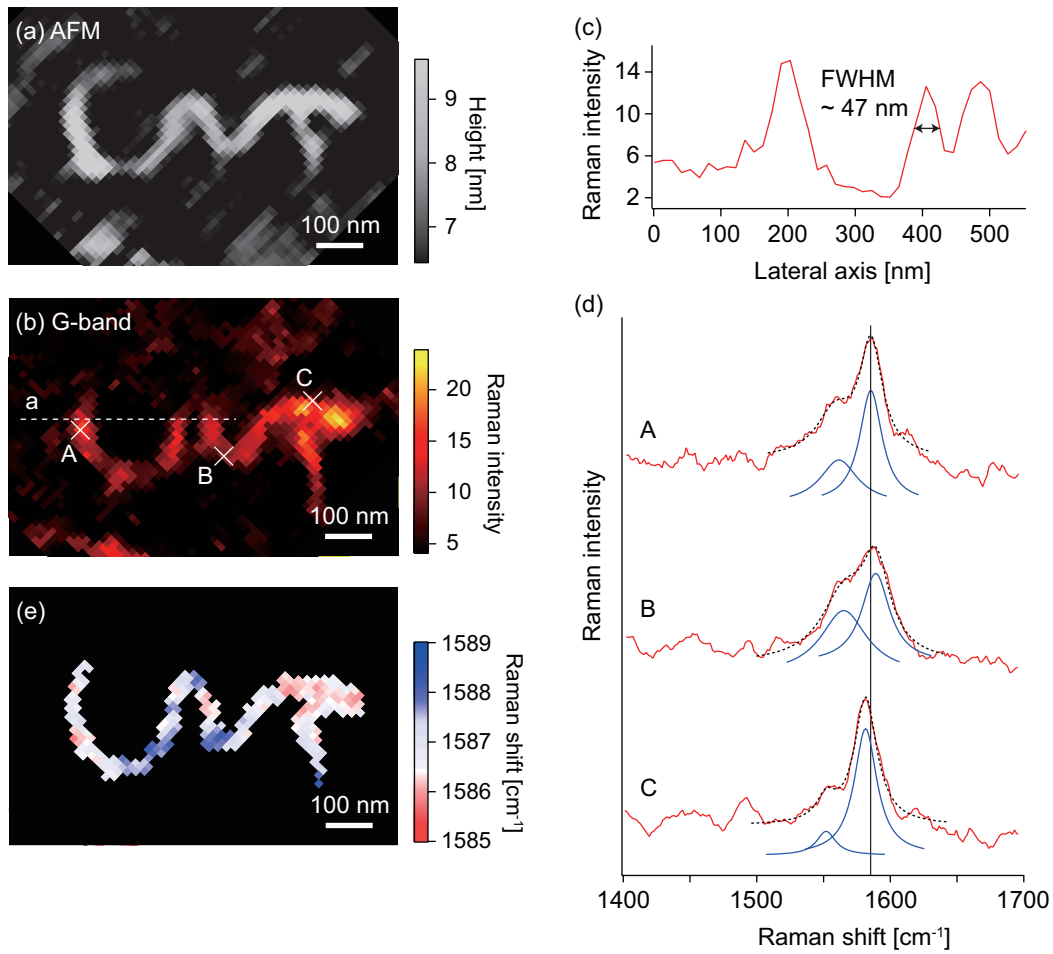 (a) AFM
9
8
7
Height [nm]
100 nm
(b) G-band
a
A
B
C
20
15
10
5
Raman intensity
100 nm
(e)
1589
1588
1587
1586
1585
Raman shift [cm⁻¹]
100 nm
(c)
14
10
6
2
Raman intensity
FWHM
~ 47 nm
0 100 200 300 400 500
Lateral axis [nm]
(d)
A
B
C
Raman intensity
1400 1500 1600 1700
Raman shift [cm⁻¹]